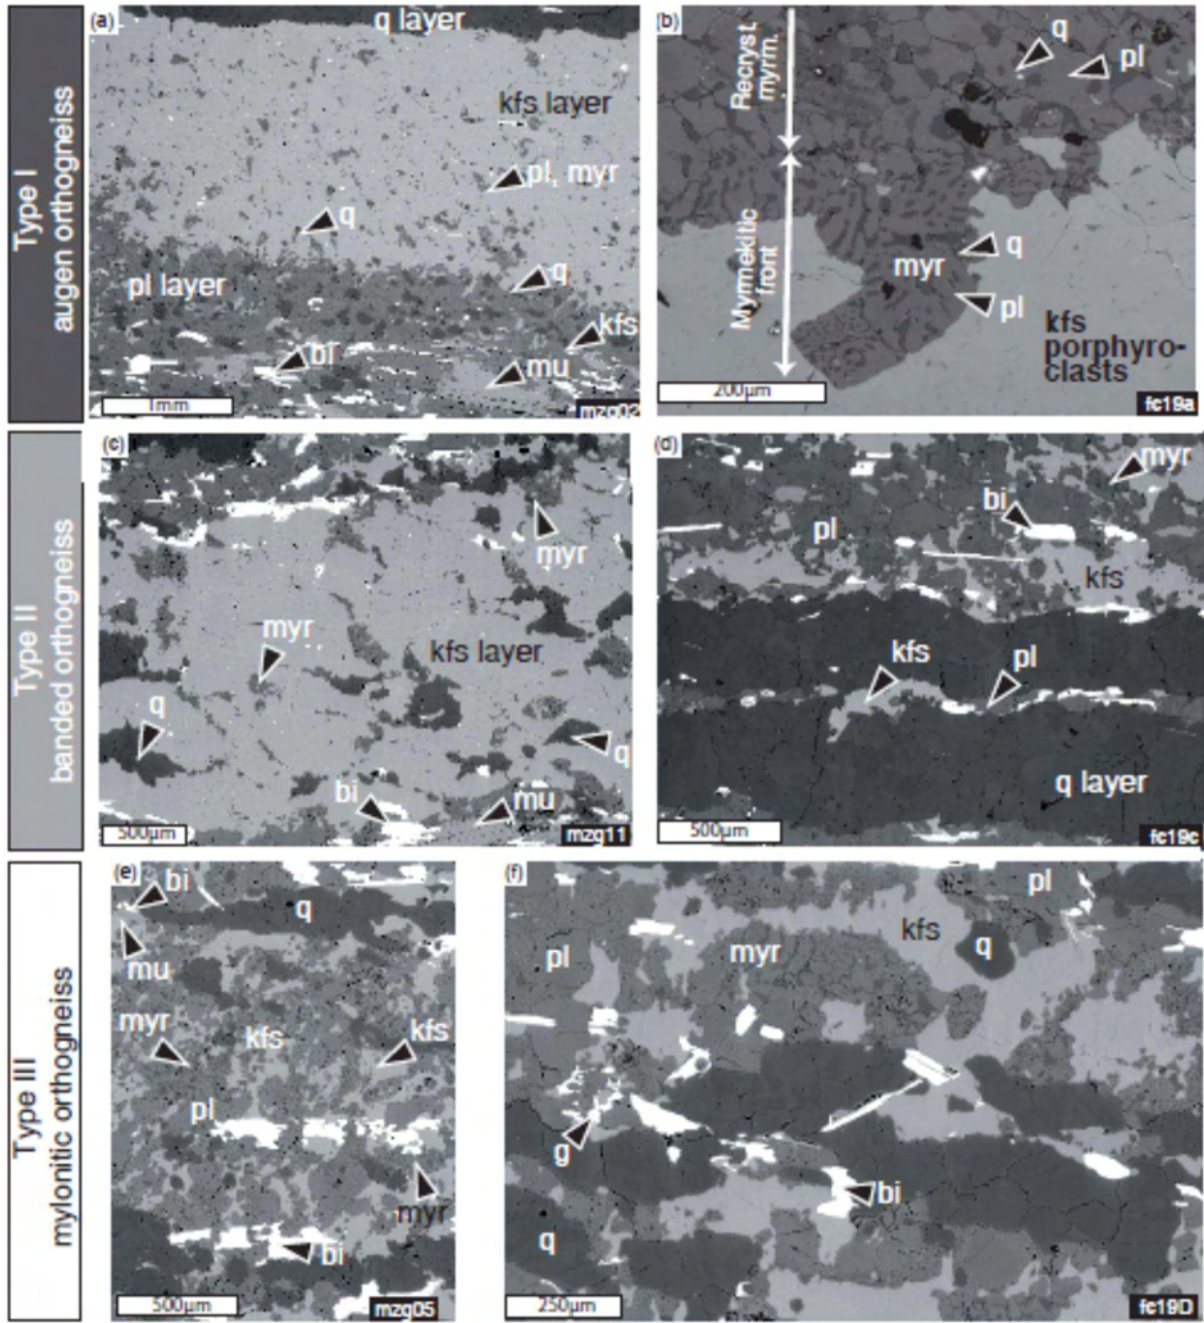 Type I
augen orthogneiss
(a)
q layer
kfs layer
pl, myr
q
pl layer
q
kfs
bi
mu
1mm
mzg02
(b)
Recryst.
myrm.
q
pl
Myrmekitic
front
myr
q
pl
kfs
porphyro-
clasts
200µm
fc19a
Type II
banded orthogneiss
(c)
myr
myr
kfs layer
q
q
bi
mu
500µm
mzg11
(d)
myr
bi
pl
kfs
kfs
pl
q layer
500µm
fc19c
Type III
mylonitic orthogneiss
(e)
bi
q
mu
myr
kfs
kfs
pl
myr
bi
500µm
mzg05
(f)
pl
kfs
q
pl
myr
g
bi
q
250µm
fc19D